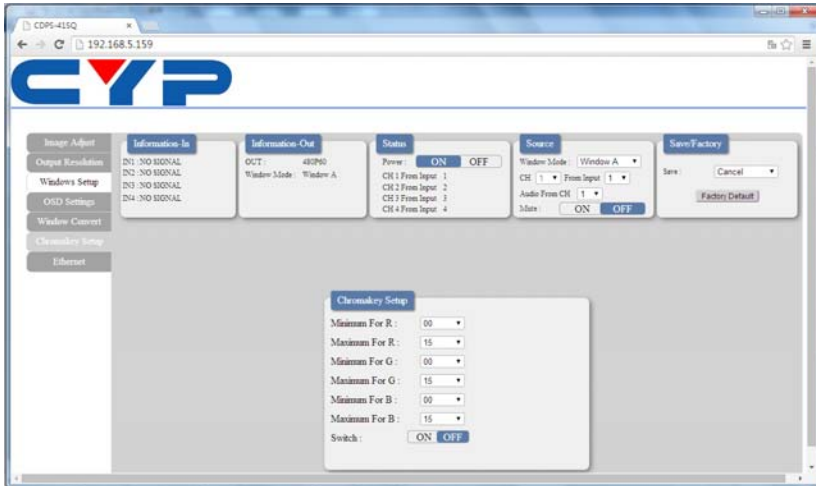 CDPS-41SQ
192.168.5.159
CYP
Image Adjust
Output Resolution
Windows Setup
OSD Settings
Window Convert
Chromakey Setup
Ethernet
Information-In
IN1 : NO SIGNAL
IN2 : NO SIGNAL
IN3 : NO SIGNAL
IN4 : NO SIGNAL
Information-Out
OUT : 480P60
Window Mode : Window A
Status
Power : ON OFF
CH 1 From Input 1
CH 2 From Input 2
CH 3 From Input 3
CH 4 From Input 4
Source
Window Mode : Window A
CH 1 From Input 1
Audio From CH 1
Mute : ON OFF
Save/Factory
Save : Cancel
Factory Default
Chromakey Setup
Minimum For R : 00
Maximum For R : 15
Minimum For G : 00
Maximum For G : 15
Minimum For B : 00
Maximum For B : 15
Switch : ON OFF